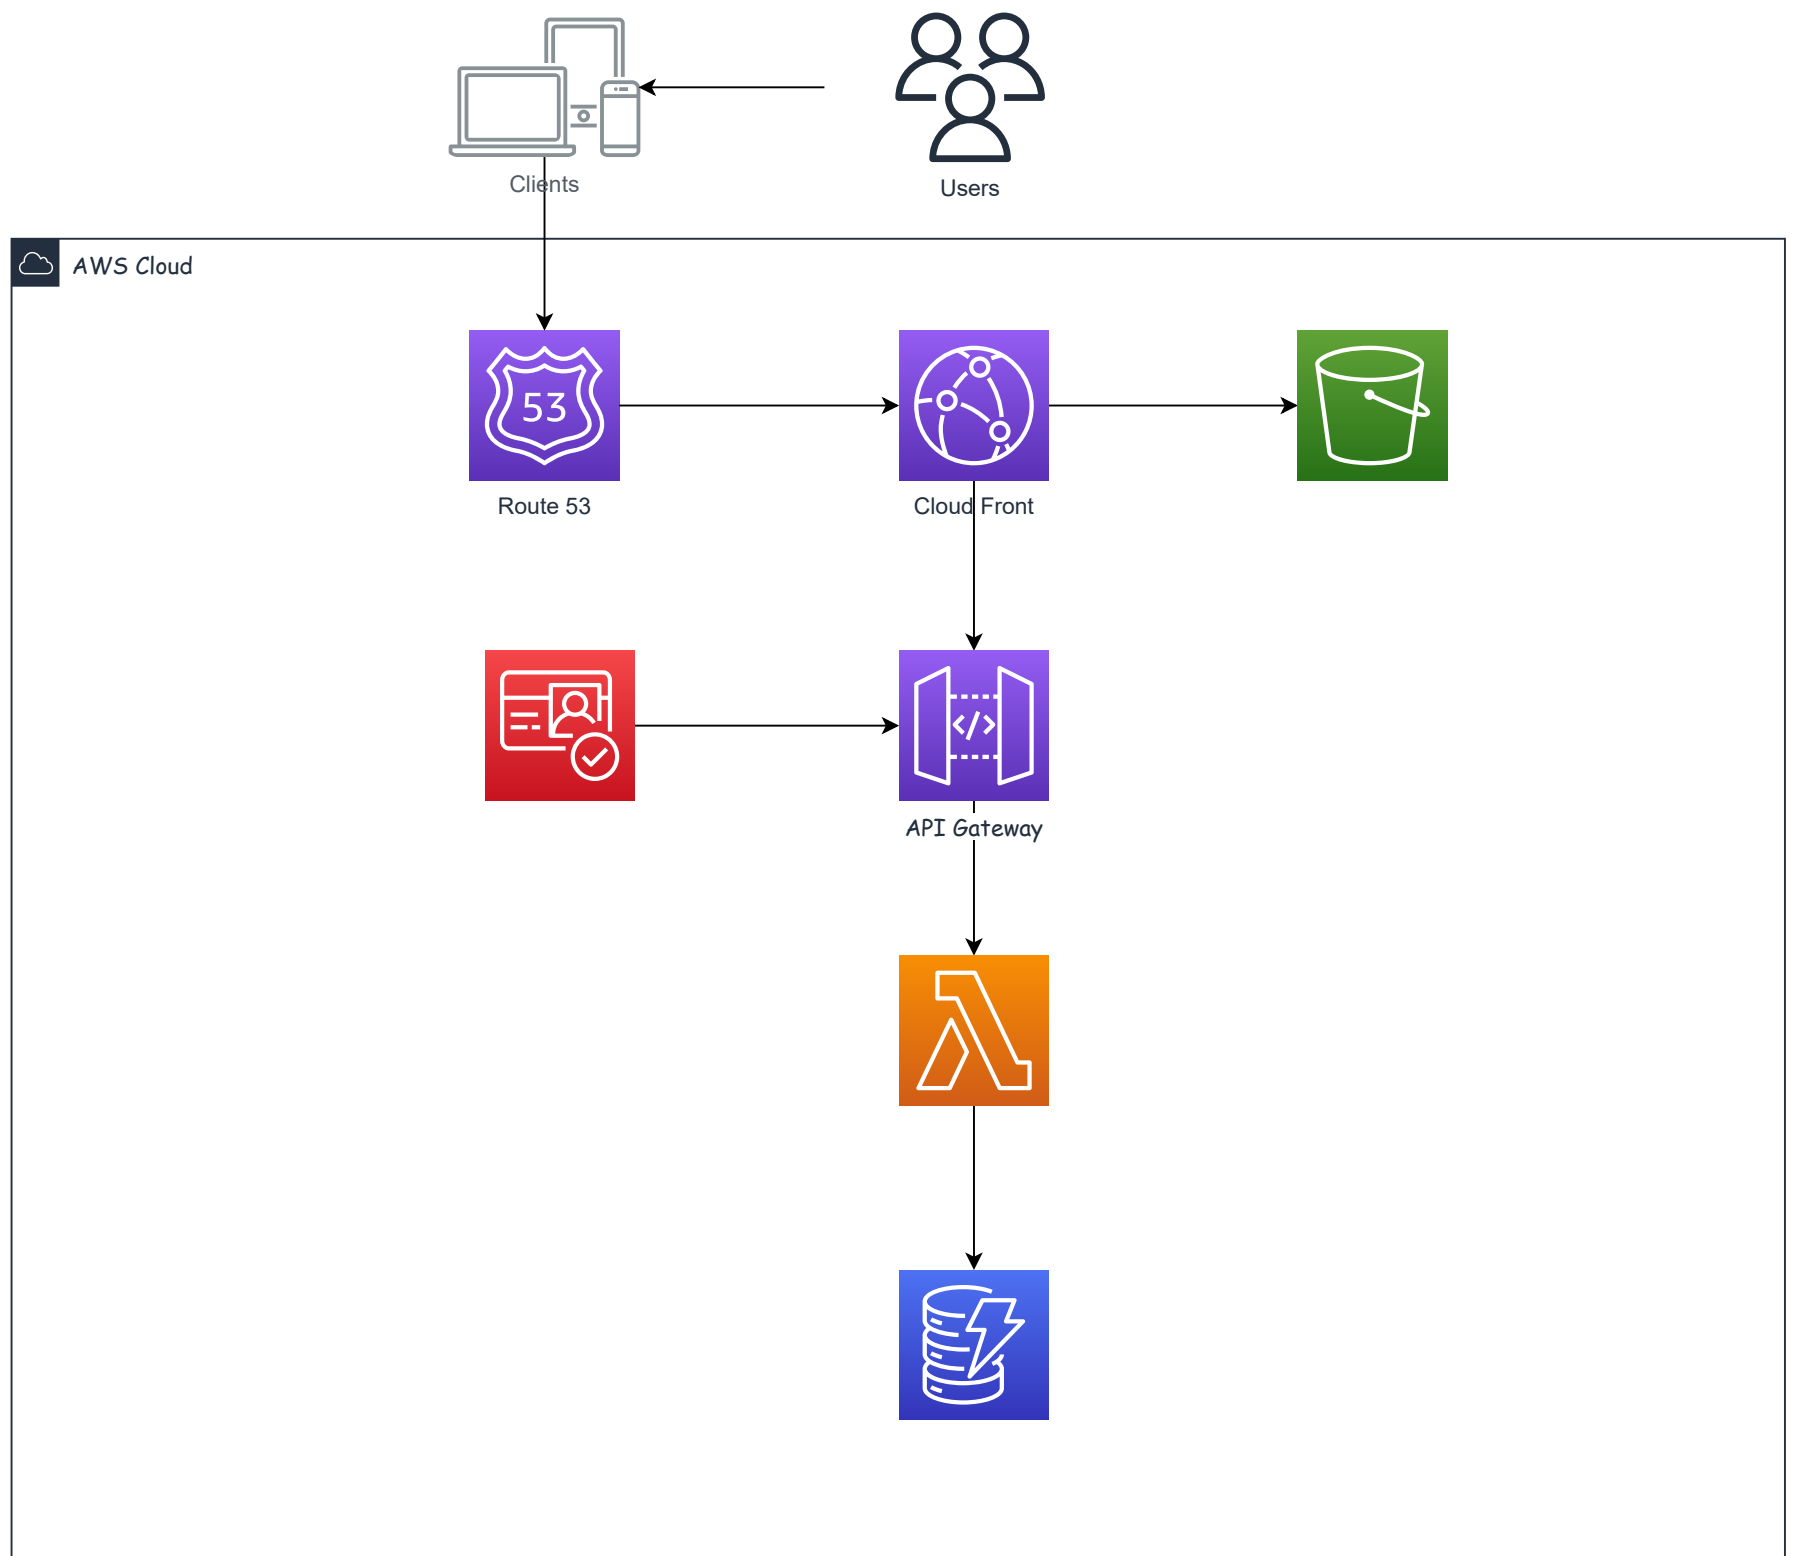 Clients
Users
AWS Cloud
53
Route 53
Cloud Front
</>
API Gateway